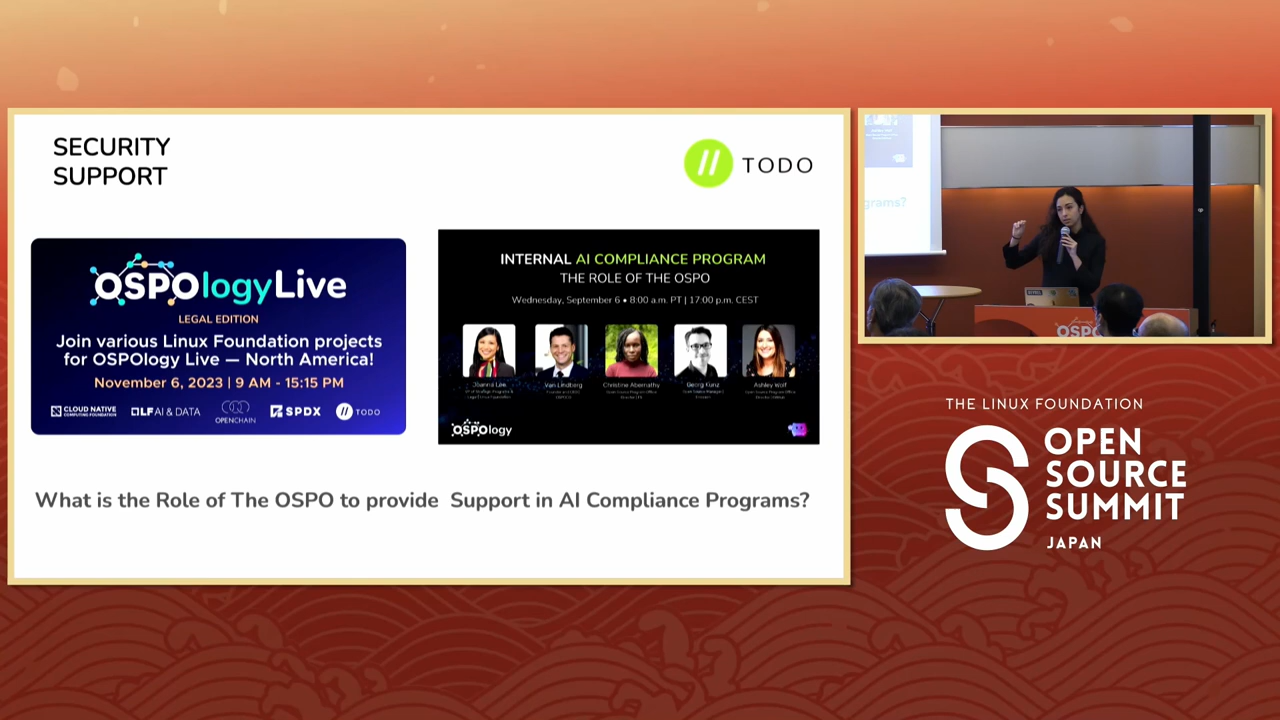 SECURITY
SUPPORT
TODO
OSPOlogyLive
LEGAL EDITION
Join various Linux Foundation projects
for OSPOlogy Live — North America!
November 6, 2023 | 9 AM - 15:15 PM
CLOUD NATIVE
COMPUTING FOUNDATION
LF AI & DATA
OPENCHAIN
SPDX
TODO
INTERNAL AI COMPLIANCE PROGRAM
THE ROLE OF THE OSPO
Wednesday, September 6 • 8:00 a.m. PT | 17:00 p.m. CEST
Joanna Lee
Van Lindberg
Christine Abernathy
Georg Kunz
Ashley Wolf
OSPOlogy
What is the Role of The OSPO to provide  Support in AI Compliance Programs?
grams?
OSPO
THE LINUX FOUNDATION
OPEN
SOURCE
SUMMIT
JAPAN